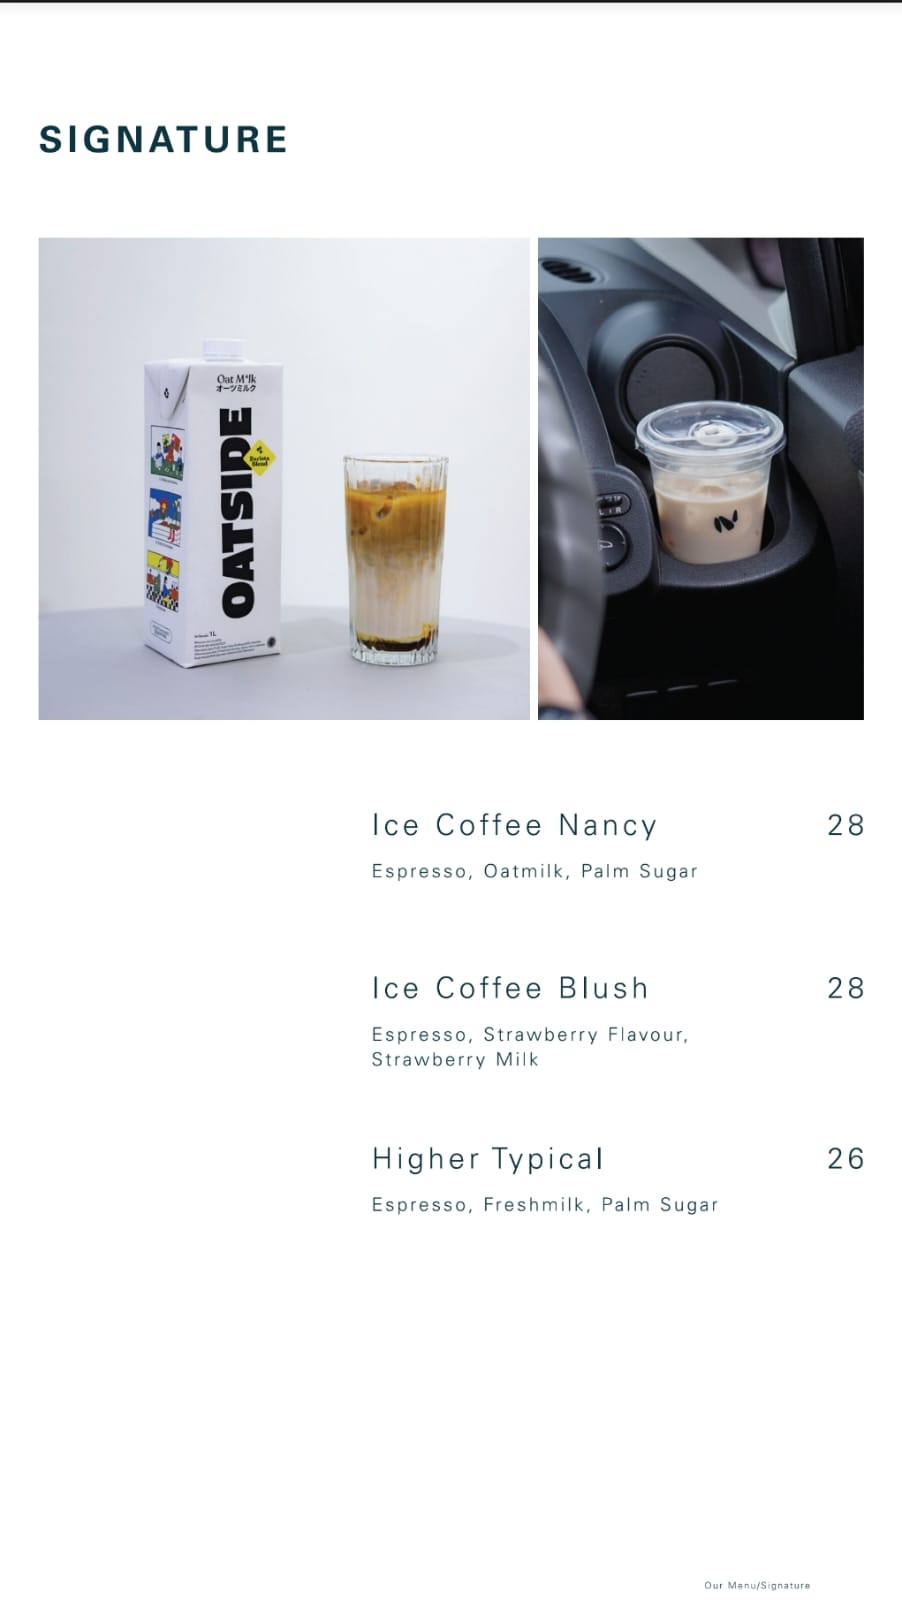 SIGNATURE
Oat M*lk
オーツミルク
OATSIDE
Barista
Blend
1L
Ice Coffee Nancy 28
Espresso, Oatmilk, Palm Sugar
Ice Coffee Blush 28
Espresso, Strawberry Flavour,
Strawberry Milk
Higher Typical 26
Espresso, Freshmilk, Palm Sugar
Our Menu/Signature